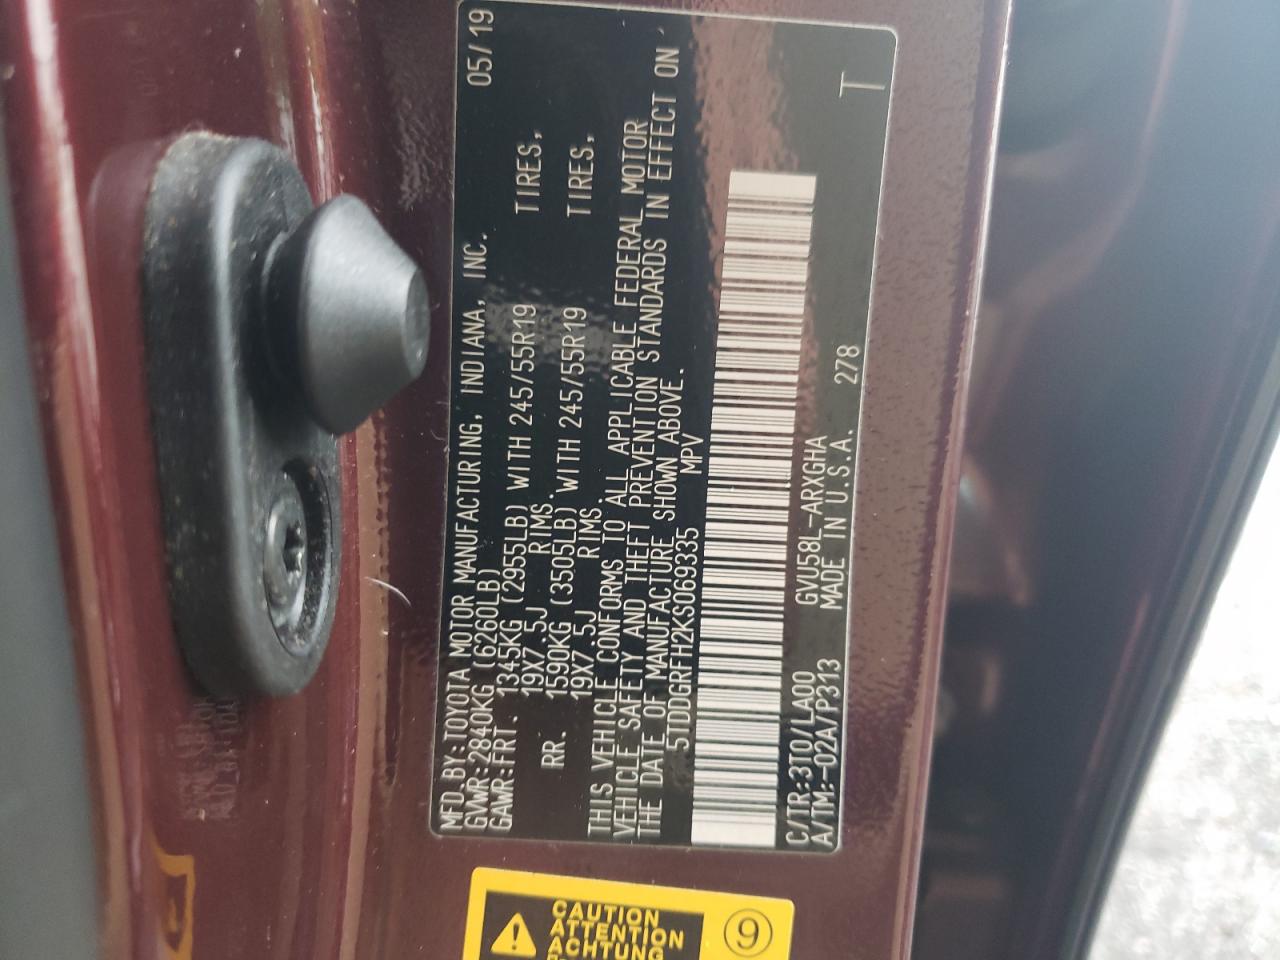 MFD.BY:TOYOTA MOTOR MANUFACTURING, INDIANA, INC. 05/19
GVWR:2840KG (6260LB)
GAWR:FRT. 1345KG (2955LB) WITH 245/55R19 TIRES,
19X7.5J RIMS.
RR. 1590KG (3505LB) WITH 245/55R19 TIRES,
19X7.5J RIMS.
THIS VEHICLE CONFORMS TO ALL APPLICABLE FEDERAL MOTOR
VEHICLE SAFETY AND THEFT PREVENTION STANDARDS IN EFFECT ON
THE DATE OF MANUFACTURE SHOWN ABOVE.
5TDDGRFH2KS069335 MPV
C/TR:3T0/LA00 GVU58L-ARXGHA
A/TM:-02A/P313 MADE IN U.S.A. 278 T
CAUTION
ATTENTION
ACHTUNG
9